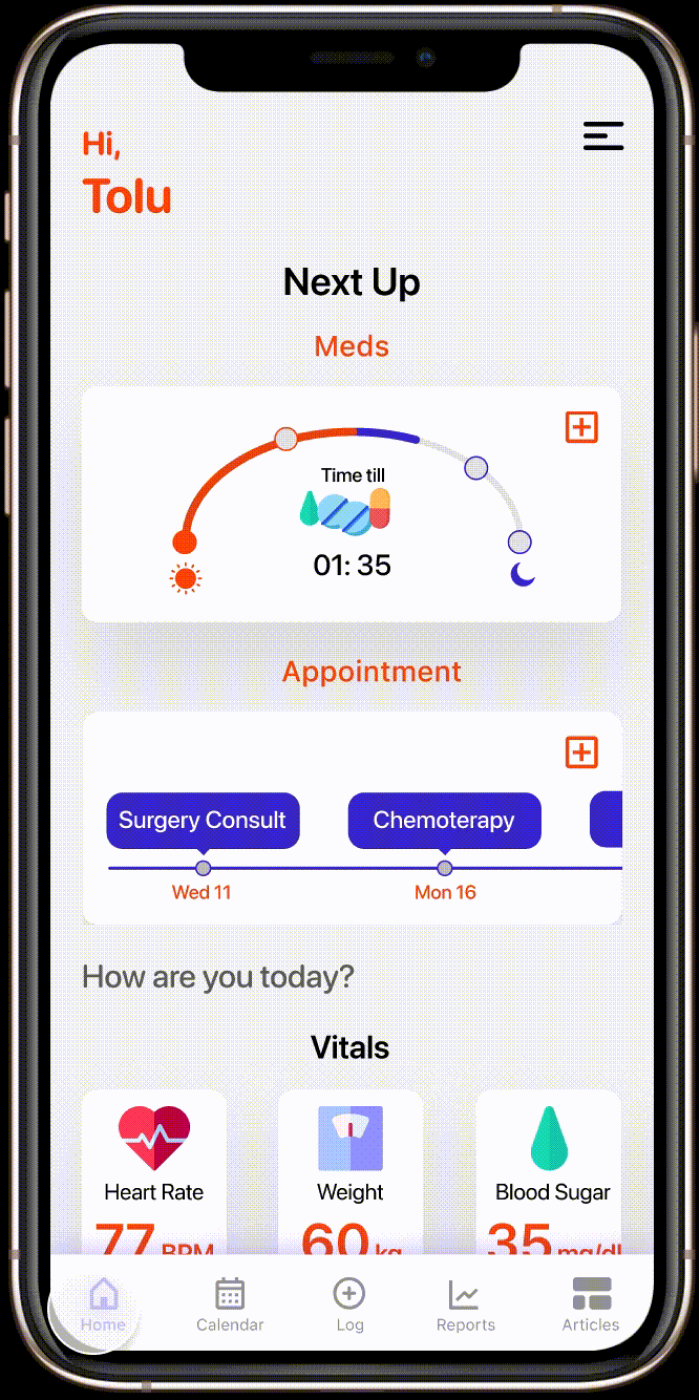 Hi,
Tolu
Next Up
Meds
Time till
01: 35
Appointment
Surgery Consult
Chemoterapy
Wed 11
Mon 16
How are you today?
Vitals
Heart Rate
Weight
Blood Sugar
77 BPM
60 kg
35 mg/dl
Home
Calendar
Log
Reports
Articles